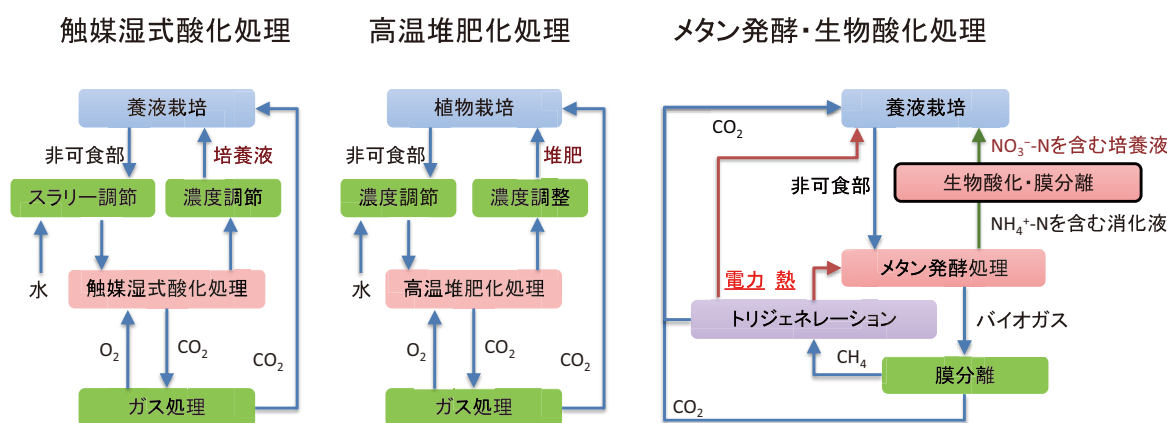 触媒湿式酸化処理
養液栽培
非可食部
培養液
スラリー調節
濃度調節
水
触媒湿式酸化処理
O₂
CO₂
CO₂
ガス処理
高温堆肥化処理
植物栽培
非可食部
堆肥
濃度調節
濃度調整
水
高温堆肥化処理
O₂
CO₂
CO₂
ガス処理
メタン発酵・生物酸化処理
養液栽培
CO₂
NO₃⁻-Nを含む培養液
非可食部
生物酸化・膜分離
NH₄⁺-Nを含む消化液
メタン発酵処理
電力 熱
トリジェネレーション
バイオガス
CH₄
膜分離
CO₂